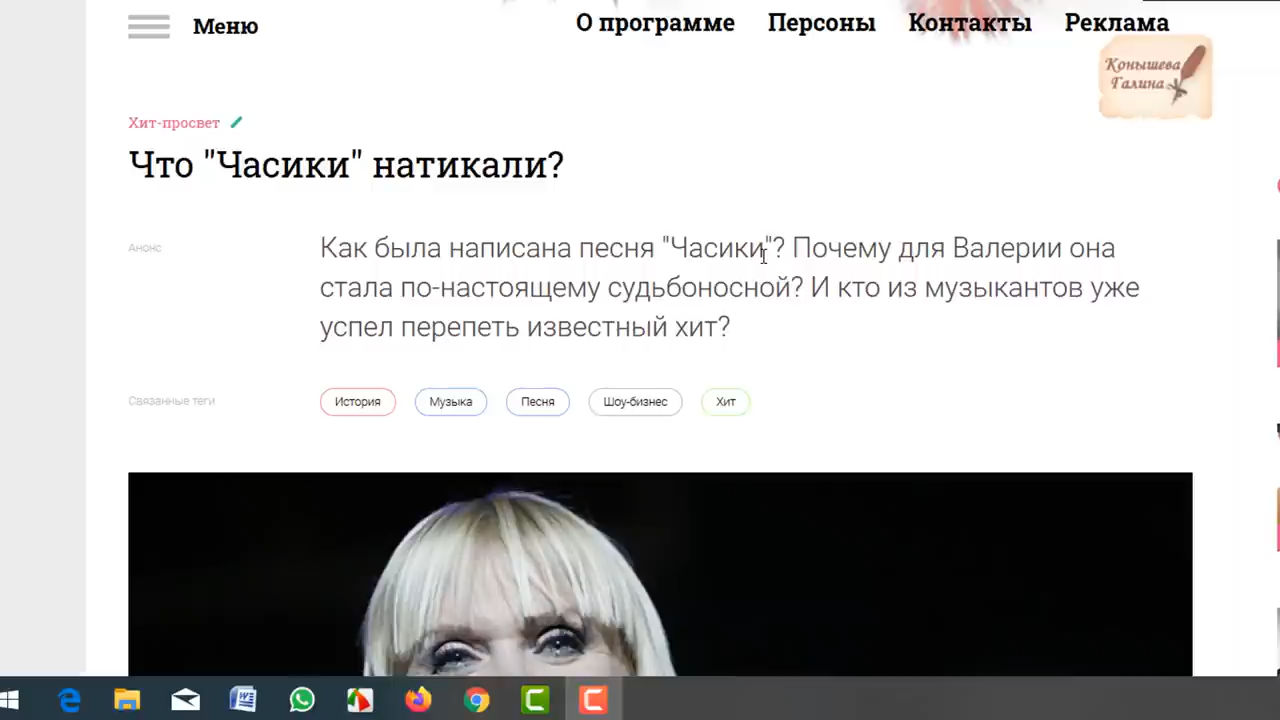 Меню
О программе Персоны Контакты Реклама
Конышева
Галина
Хит-просвет
Что "Часики" натикали?
Анонс
Как была написана песня "Часики"? Почему для Валерии она
стала по-настоящему судьбоносной? И кто из музыкантов уже
успел перепеть известный хит?
Связанные теги
История Музыка Песня Шоу-бизнес Хит